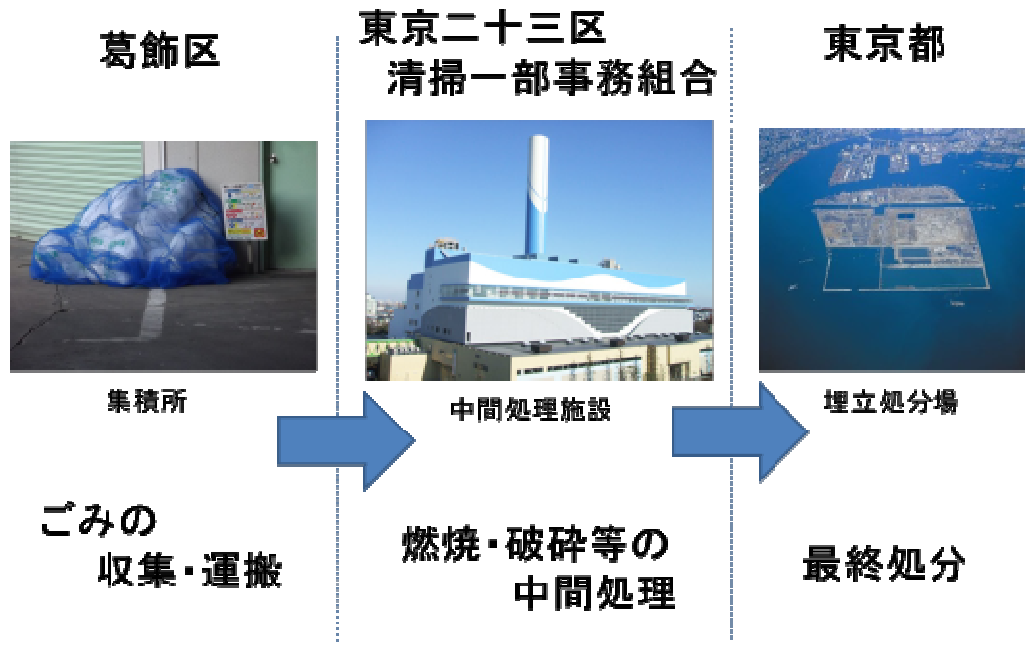 葛飾区
東京二十三区
清掃一部事務組合
東京都
集積所
中間処理施設
埋立処分場
ごみの
収集・運搬
燃焼・破砕等の
中間処理
最終処分